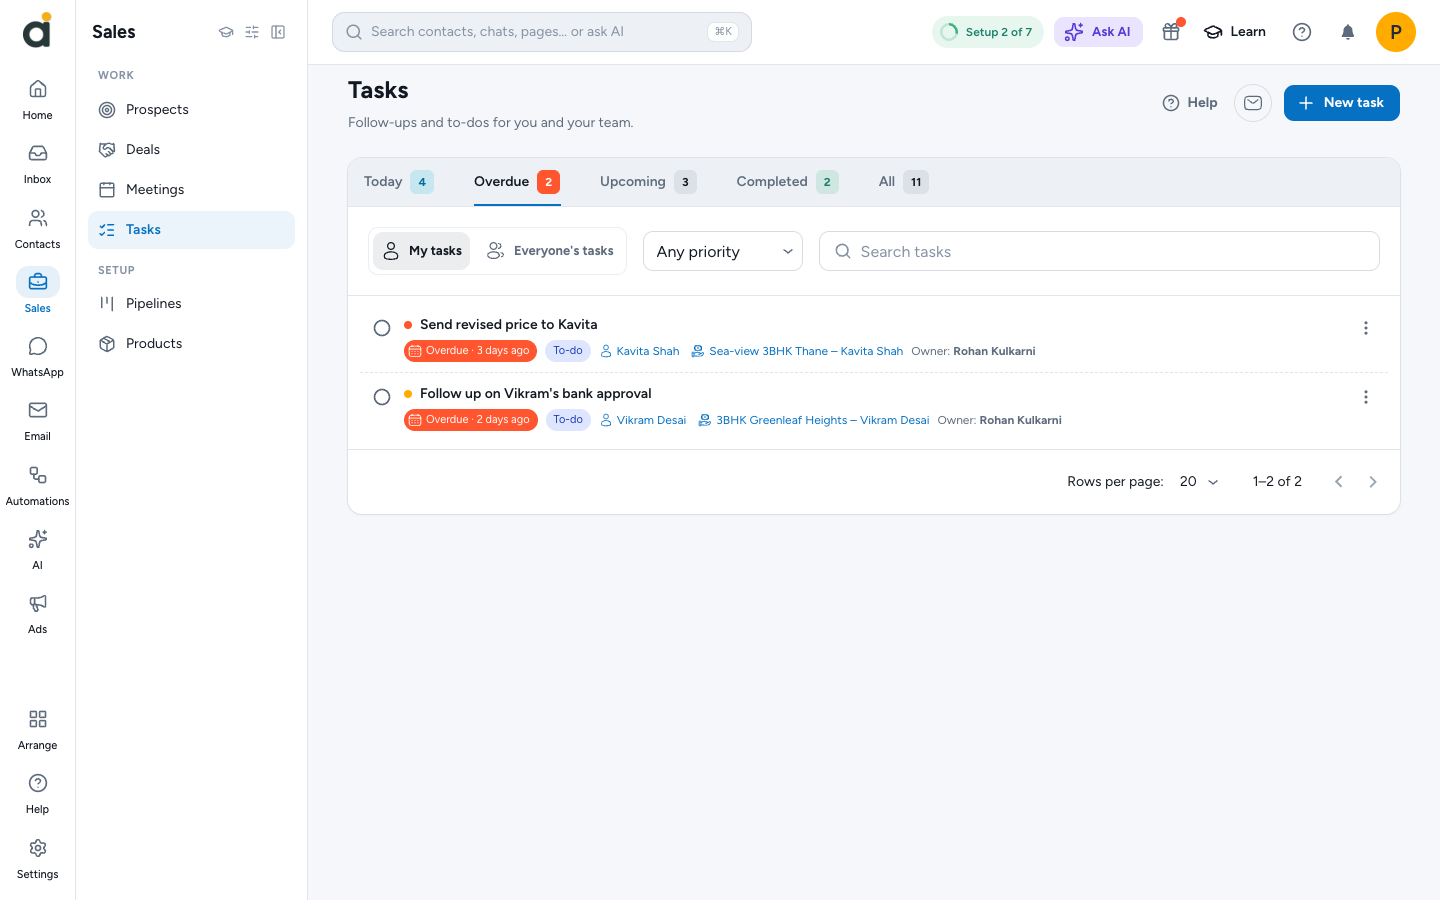 Sales
Search contacts, chats, pages... or ask AI
⌘K
Setup 2 of 7
Ask AI
Learn
P
Home
Inbox
Contacts
Sales
WhatsApp
Email
Automations
AI
Ads
Arrange
Help
Settings
WORK
Prospects
Deals
Meetings
Tasks
SETUP
Pipelines
Products
Tasks
Follow-ups and to-dos for you and your team.
Help
New task
Today 4
Overdue 2
Upcoming 3
Completed 2
All 11
My tasks
Everyone's tasks
Any priority
Search tasks
Send revised price to Kavita
Overdue · 3 days ago To-do Kavita Shah Sea-view 3BHK Thane – Kavita Shah Owner: Rohan Kulkarni
Follow up on Vikram's bank approval
Overdue · 2 days ago To-do Vikram Desai 3BHK Greenleaf Heights – Vikram Desai Owner: Rohan Kulkarni
Rows per page: 20 1–2 of 2